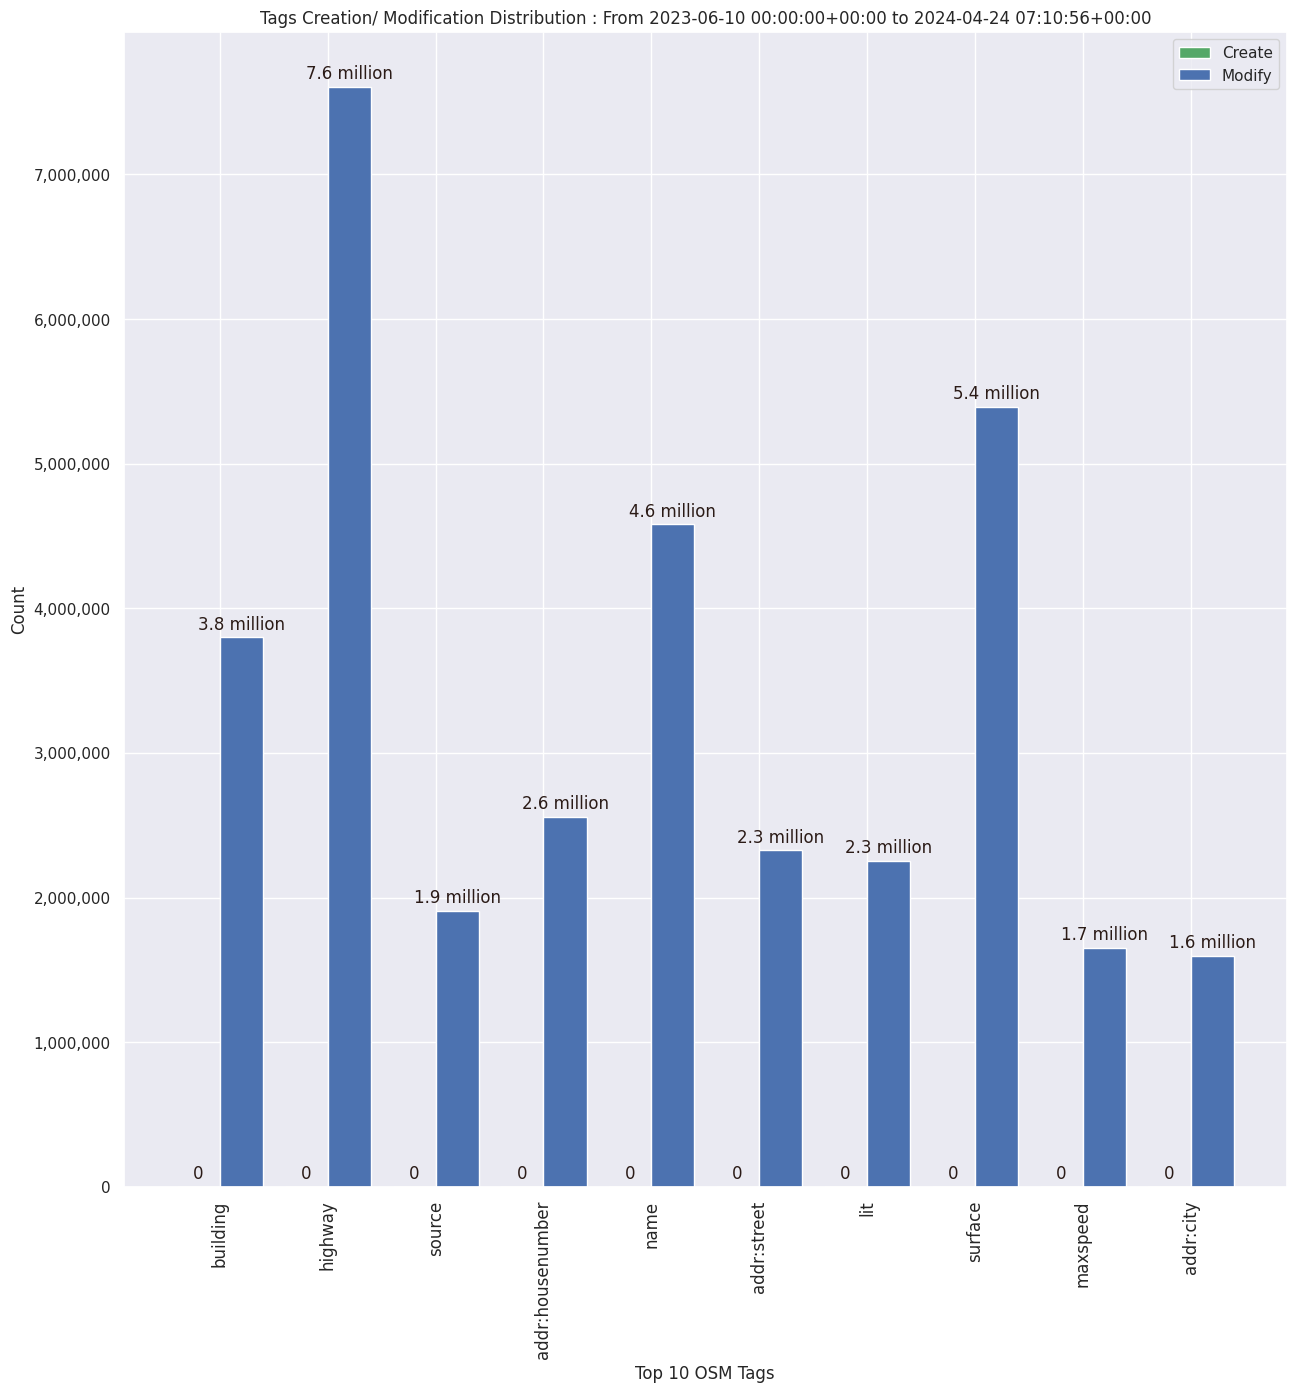 Tags Creation/ Modification Distribution : From 2023-06-10 00:00:00+00:00 to 2024-04-24 07:10:56+00:00
Create
Modify
Count
7,000,000
6,000,000
5,000,000
4,000,000
3,000,000
2,000,000
1,000,000
0
0
3.8 million
0
7.6 million
0
1.9 million
0
2.6 million
0
4.6 million
0
2.3 million
0
2.3 million
0
5.4 million
0
1.7 million
0
1.6 million
building
highway
source
addr:housenumber
name
addr:street
lit
surface
maxspeed
addr:city
Top 10 OSM Tags